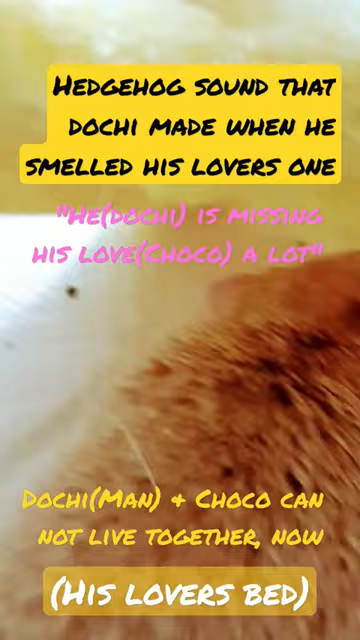 Hedgehog sound that
dochi made when he
smelled his lovers one
"He(dochi) is missing
his love(Choco) a lot"
Dochi(Man) & Choco can
not live together, now
(His lovers bed)